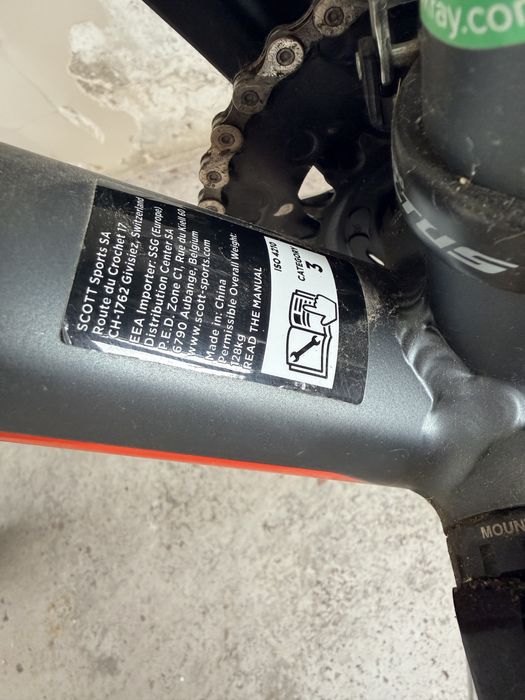 SCOTT Sports SA
Route du Crochet 17
CH-1762 Givisiez, Switzerland
EEA Importer: SSG (Europe)
Distribution Center SA
P.E.D. Zone C1, Rue du Kiell 60
6790 Aubange, Belgium
www.scott-sports.com
Made in: China
Permissible Overall Weight:
128kg
READ THE MANUAL
ISO 4210
CATEGORY
3